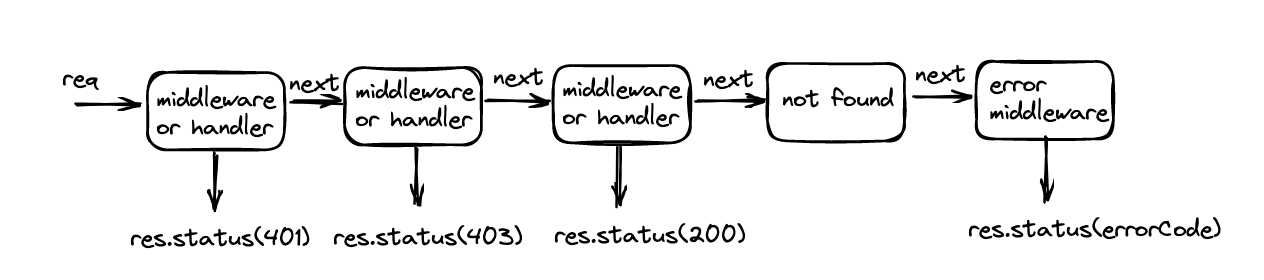 req
middleware
or handler
next
middleware
or handler
next
middleware
or handler
next
not found
next
error
middleware
res.status(401)
res.status(403)
res.status(200)
res.status(errorCode)